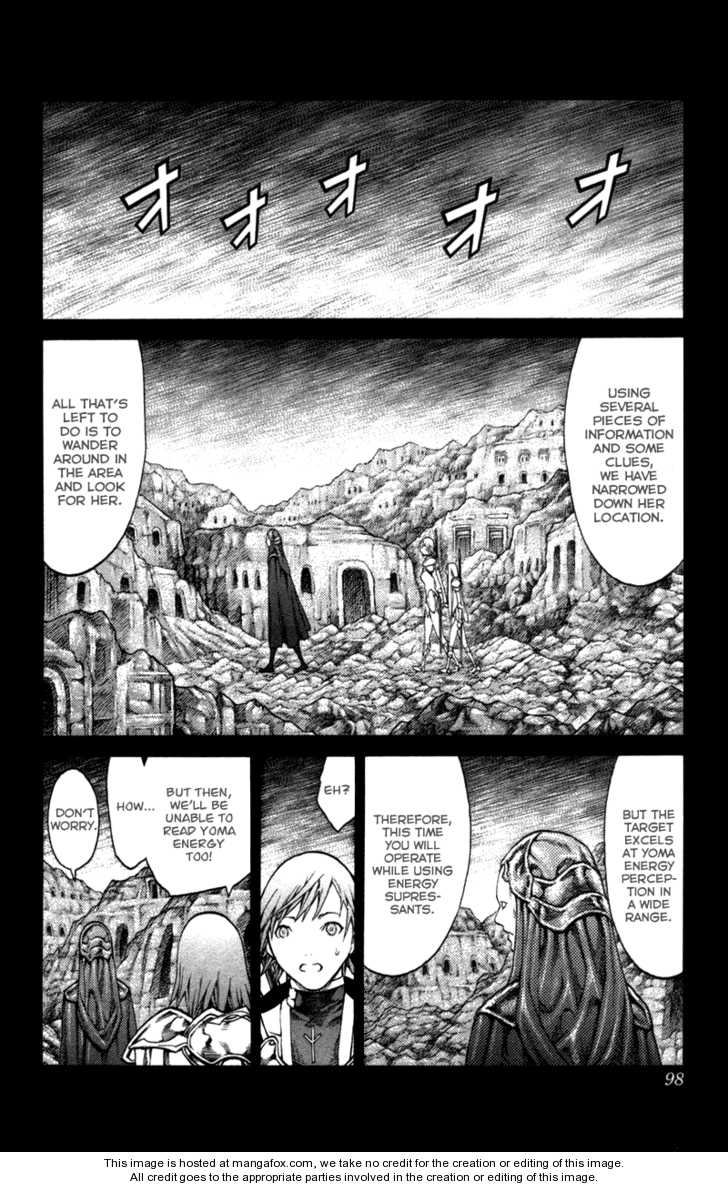 オ オ オ オ オ
USING
SEVERAL
PIECES OF
INFORMATION
AND SOME
CLUES,
WE HAVE
NARROWED
DOWN HER
LOCATION.
ALL THAT'S
LEFT TO
DO IS TO
WANDER
AROUND IN
THE AREA
AND LOOK
FOR HER.
BUT THE
TARGET
EXCELS
AT YOMA
ENERGY
PERCEP-
TION IN
A WIDE
RANGE.
THEREFORE,
THIS TIME
YOU WILL
OPERATE
WHILE USING
ENERGY
SUPRES-
SANTS.
EH?
BUT THEN,
WE'LL BE
UNABLE TO
READ YOMA
ENERGY
TOO!
HOW...
DON'T
WORRY.
98
This image is hosted at mangafox.com, we take no credit for the creation or editing of this image.
All credit goes to the appropriate parties involved in the creation or editing of this image.